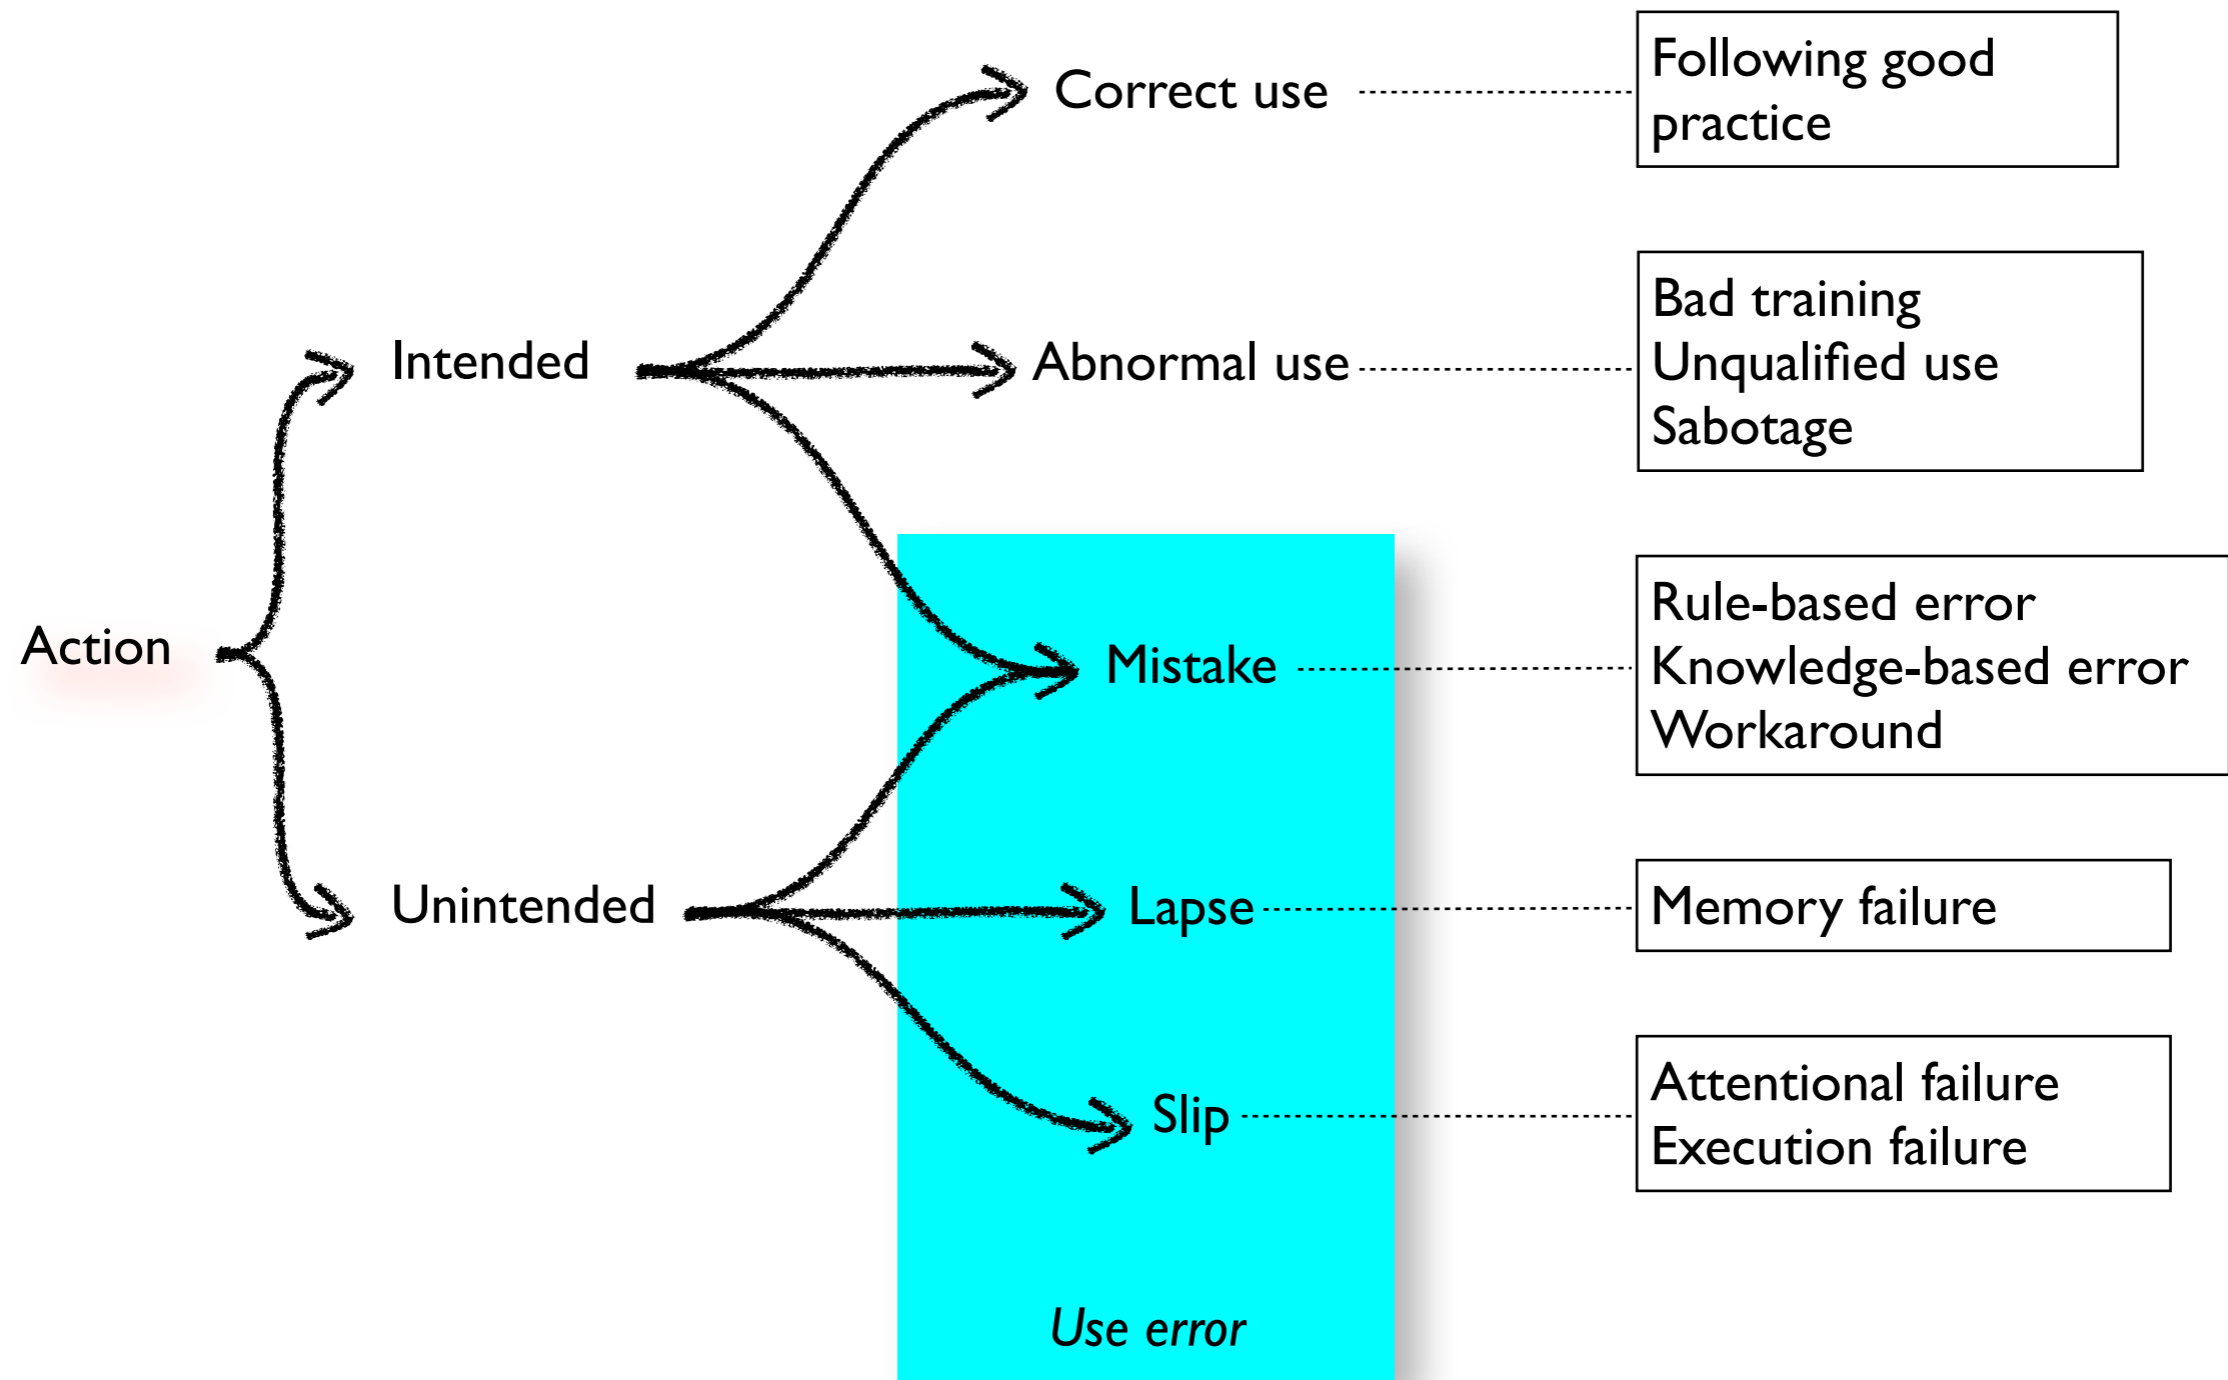 Correct use
Following good
practice
Intended
Abnormal use
Bad training
Unqualified use
Sabotage
Action
Mistake
Rule-based error
Knowledge-based error
Workaround
Unintended
Lapse
Memory failure
Slip
Attentional failure
Execution failure
Use error